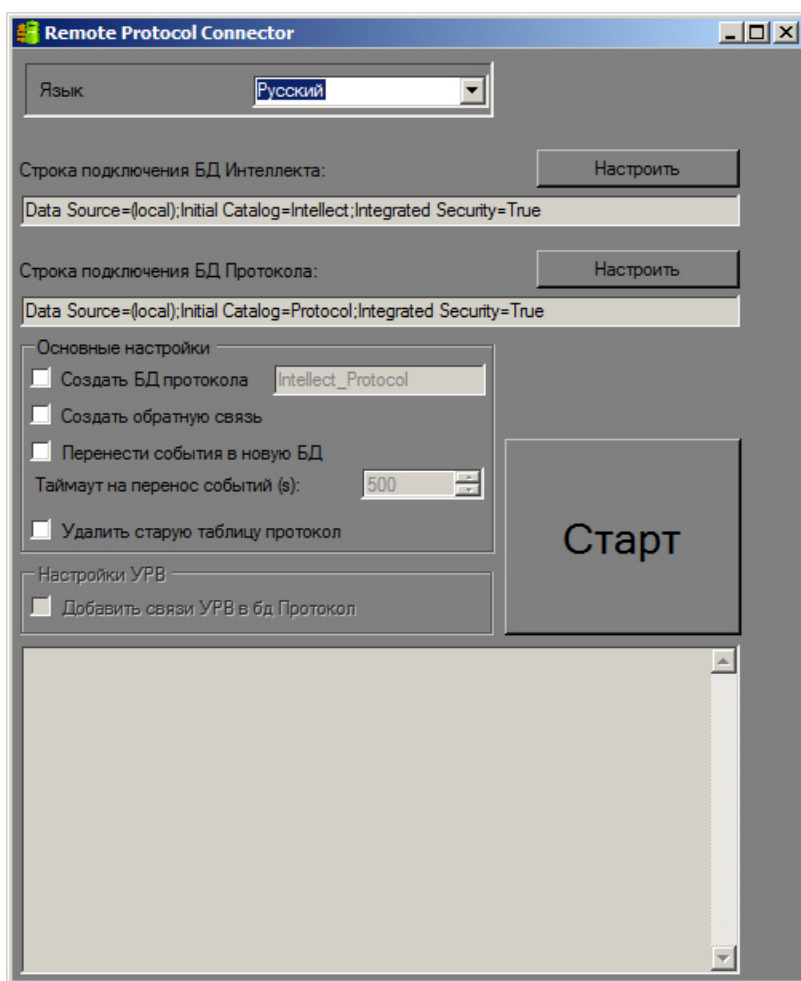 Remote Protocol Connector
Язык Русский
Строка подключения БД Интеллекта: Настроить
Data Source=(local);Initial Catalog=Intellect;Integrated Security=True
Строка подключения БД Протокола: Настроить
Data Source=(local);Initial Catalog=Protocol;Integrated Security=True
Основные настройки
Создать БД протокола Intellect_Protocol
Создать обратную связь
Перенести события в новую БД
Таймаут на перенос событий (s): 500
Удалить старую таблицу протокол
Старт
Настройки УРВ
Добавить связи УРВ в бд Протокол